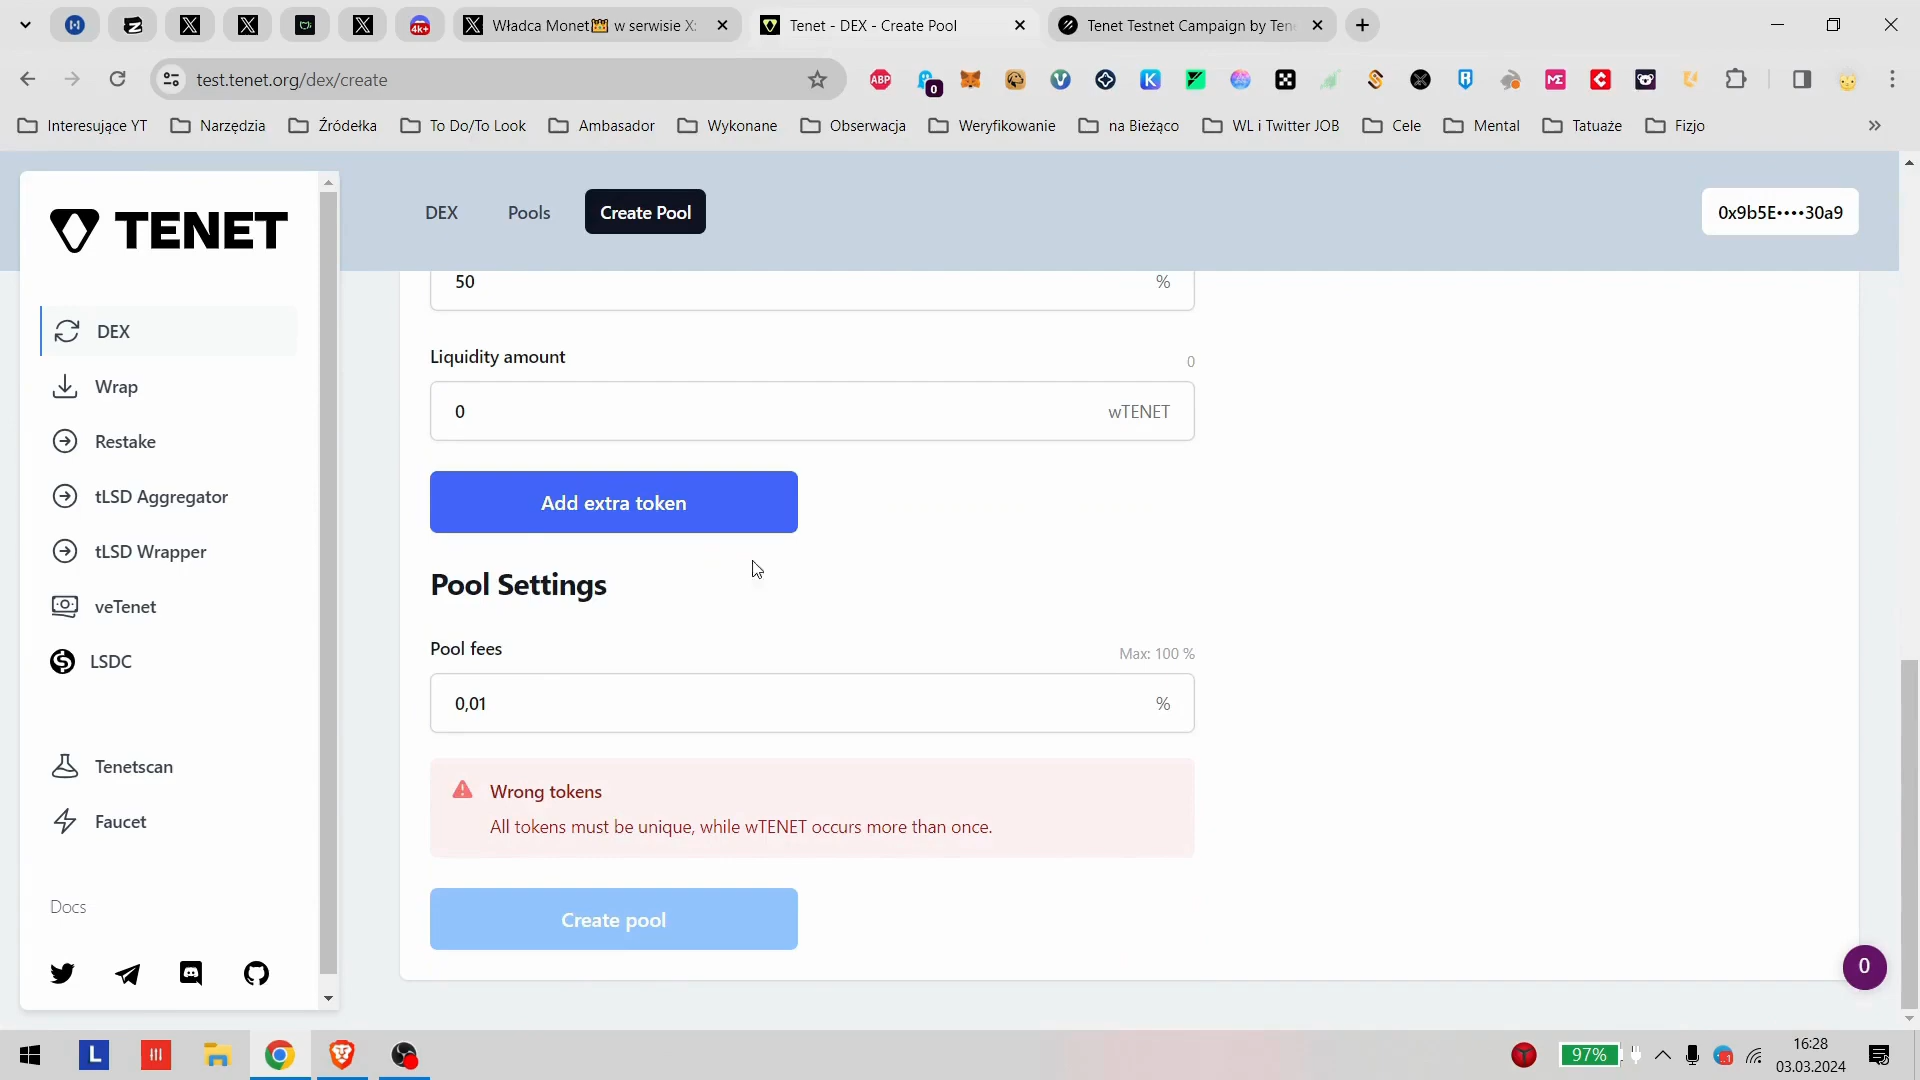 Władca Monet👑 w serwisie X:
Tenet - DEX - Create Pool
Tenet Testnet Campaign by Ten
4k+
test.tenet.org/dex/create
ABP
0
Interesujące YT
Narzędzia
Źródełka
To Do/To Look
Ambasador
Wykonane
Obserwacja
Weryfikowanie
na Bieżąco
WL i Twitter JOB
Cele
Mental
Tatuaże
Fizjo
TENET
DEX
Wrap
Restake
tLSD Aggregator
tLSD Wrapper
veTenet
LSDC
Tenetscan
Faucet
Docs
DEX
Pools
Create Pool
0x9b5E••••30a9
50
%
Liquidity amount
0
0
wTENET
Add extra token
Pool Settings
Pool fees
Max: 100 %
0,01
%
Wrong tokens
All tokens must be unique, while wTENET occurs more than once.
Create pool
0
97%
16:28
03.03.2024